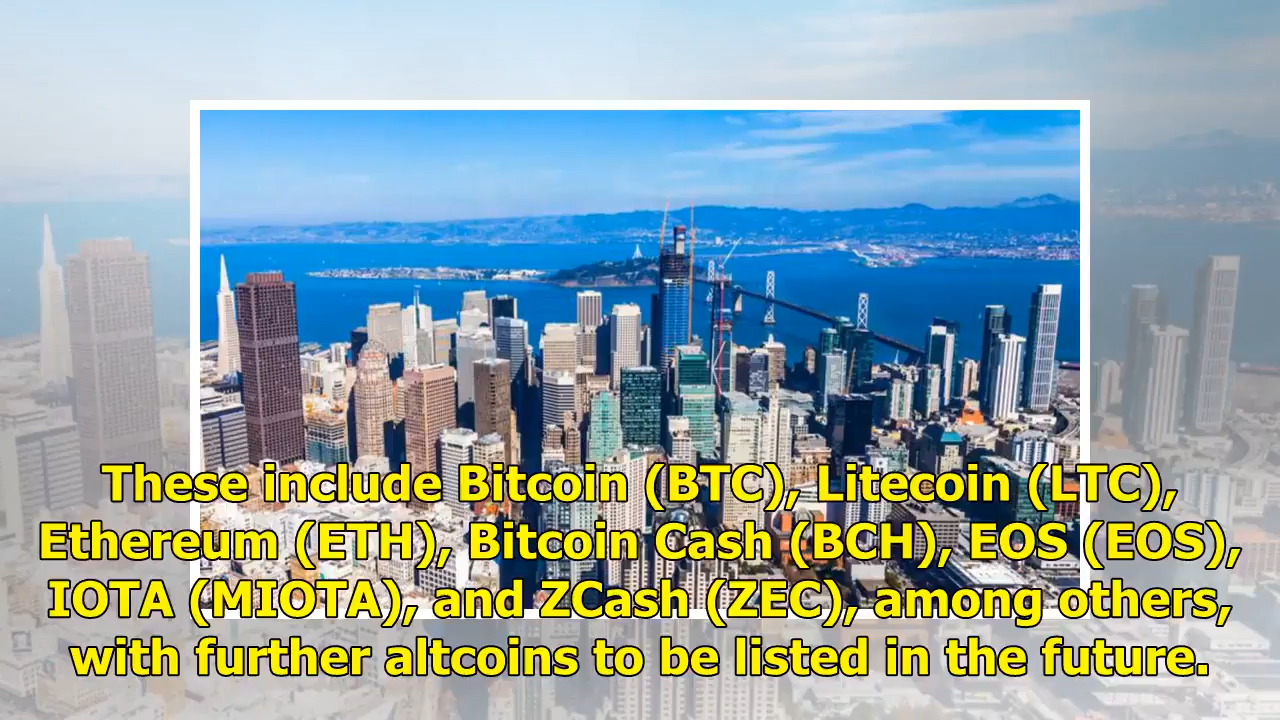 These include Bitcoin (BTC), Litecoin (LTC),
Ethereum (ETH), Bitcoin Cash (BCH), EOS (EOS),
IOTA (MIOTA), and ZCash (ZEC), among others,
with further altcoins to be listed in the future.